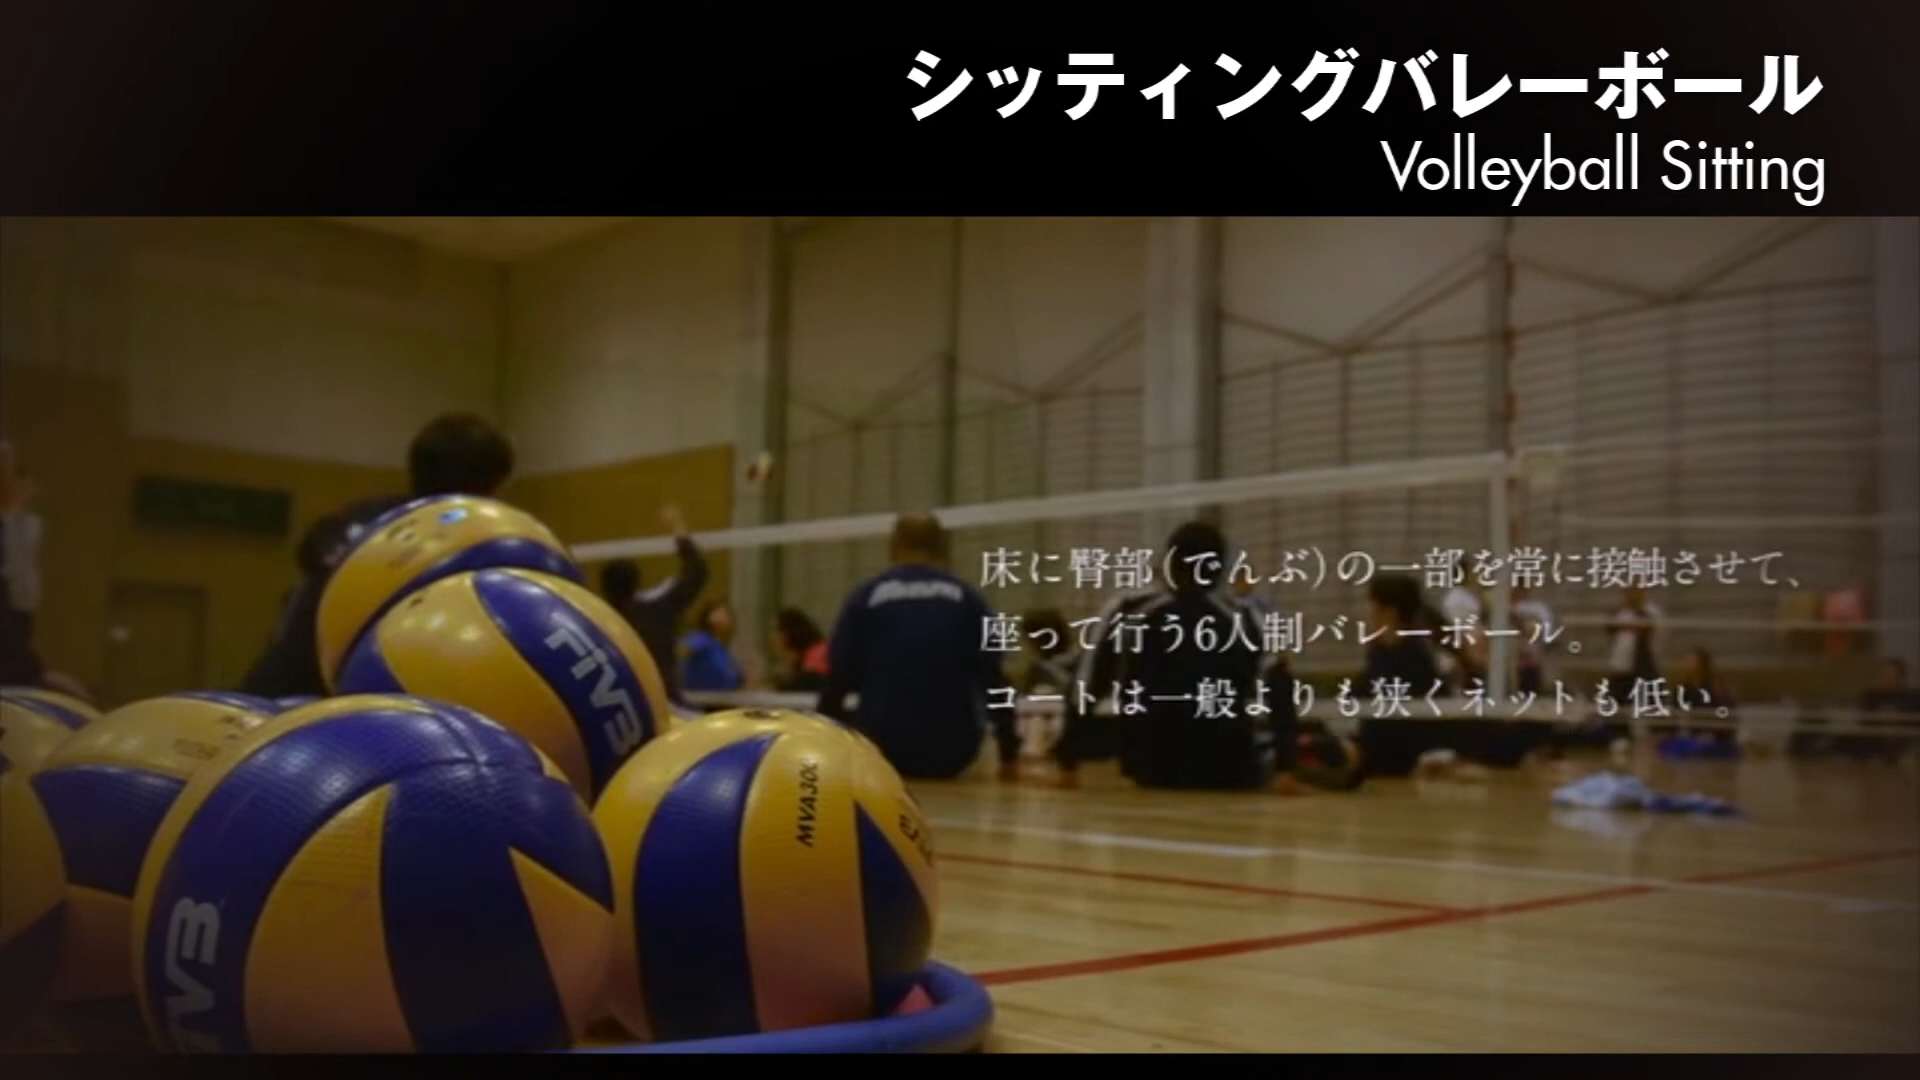 シッティングバレーボール
Volleyball Sitting
床に臀部(でんぶ)の一部を常に接触させて、
座って行う6人制バレーボール。
コートは一般よりも狭くネットも低い。
FiVB
MVA300